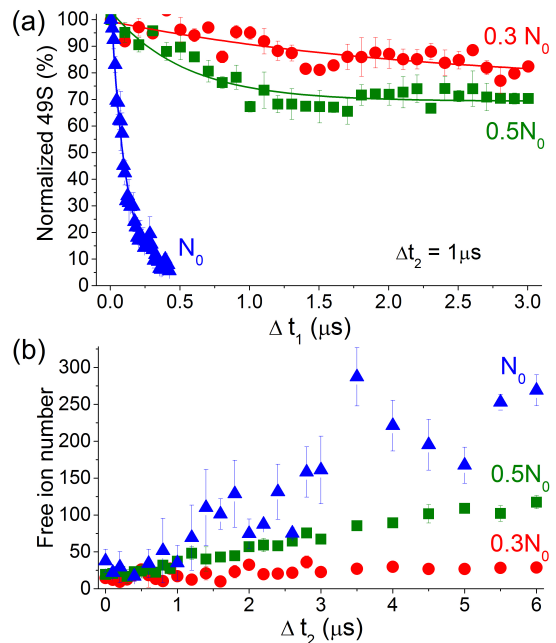 (a)
Normalized 49S (%)
100
90
80
70
60
50
40
30
20
10
0
0.3 N₀
0.5N₀
N₀
Δt₂ = 1μs
0.0 0.5 1.0 1.5 2.0 2.5 3.0
Δ t₁ (μs)
(b)
Free ion number
300
250
200
150
100
50
0
N₀
0.5N₀
0.3N₀
0 1 2 3 4 5 6
Δ t₂ (μs)